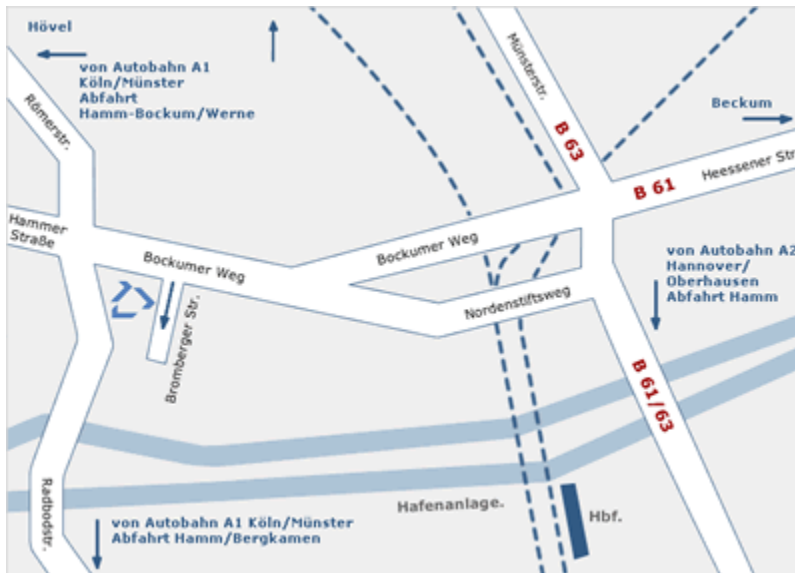 Hövel
von Autobahn A1
Köln/Münster
Abfahrt
Hamm-Bockum/Werne
Münsterstr.
B 63
Beckum
Römerstr.
B 61
Heessener Str
Hammer
Straße
Bockumer Weg
Bockumer Weg
von Autobahn A2
Hannover/
Oberhausen
Abfahrt Hamm
Nordenstiftsweg
Bromberger Str.
B 61/63
Radbodstr.
Hafenanlage.
Hbf.
von Autobahn A1 Köln/Münster
Abfahrt Hamm/Bergkamen